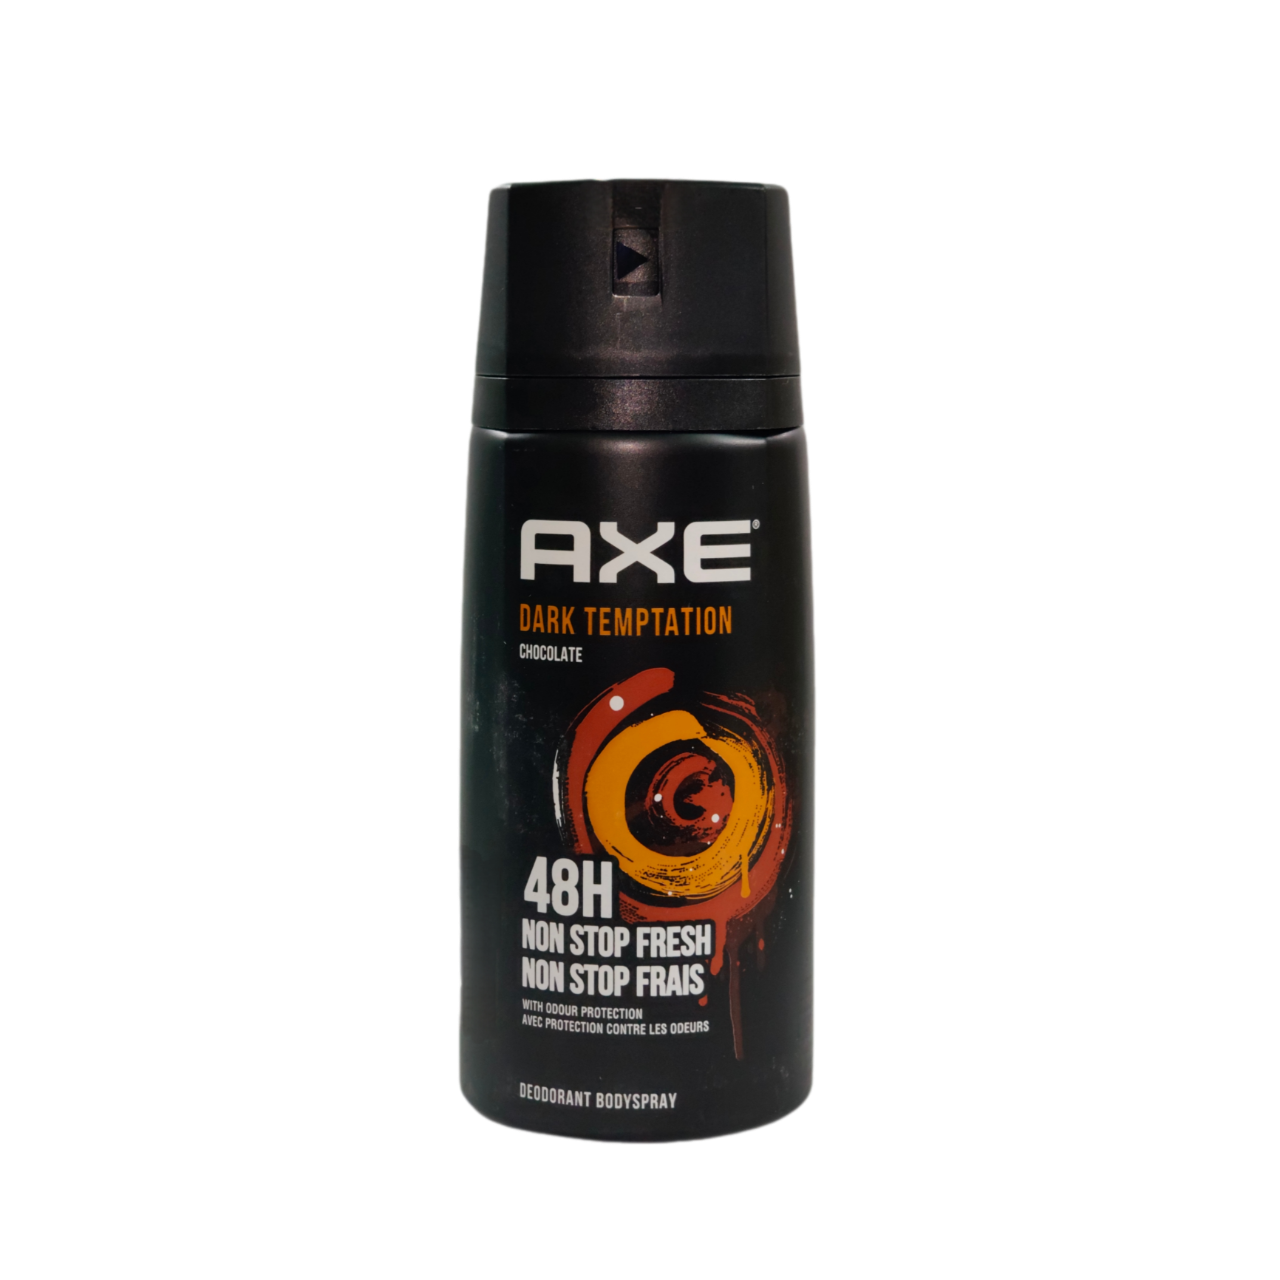 AXE®
DARK TEMPTATION
CHOCOLATE
48H
NON STOP FRESH
NON STOP FRAIS
WITH ODOUR PROTECTION
AVEC PROTECTION CONTRE LES ODEURS
DEODORANT BODYSPRAY